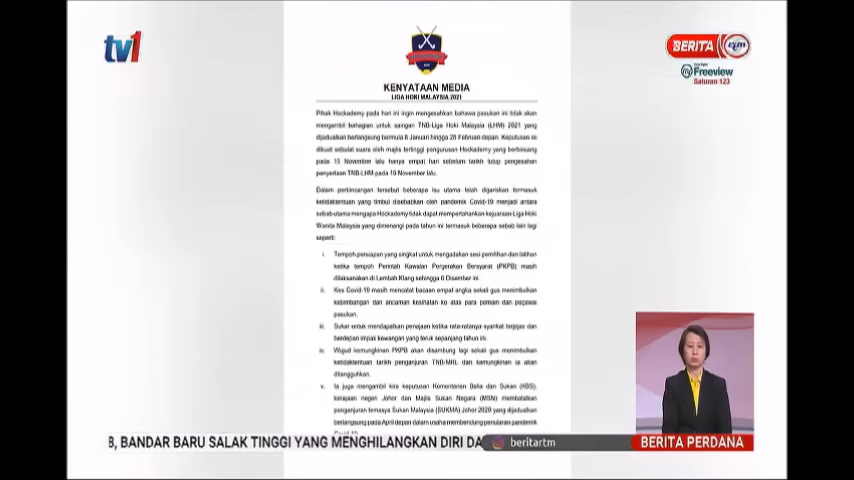 tv1
BERITA rtm
my Freeview
Saluran 123
KENYATAAN MEDIA
LIGA HOKI MALAYSIA 2021
Pihak Hockademy pada hari ini ingin mengesahkan bahawa pasukan ini tidak akan
mengambil bahagian untuk saingan TNB-Liga Hoki Malaysia (LHM) 2021 yang
dijadualkan berlangsung bermula 8 Januari hingga 28 Februari depan. Keputusan ini
dibuat sebulat suara oleh majlis tertinggi pengurusan Hockademy yang berbincang
pada 15 November lalu hanya empat hari sebelum tarikh tutup pengesahan
penyertaan TNB-LHM pada 19 November lalu.
Dalam perbincangan tersebut beberapa isu utama telah digariskan termasuk
ketidaktentuan yang timbul disebabkan oleh pandemik Covid-19 menjadi antara
sebab utama mengapa Hockademy tidak dapat mempertahankan kejuaraan Liga Hoki
Wanita Malaysia yang dimenangi pada tahun ini termasuk beberapa sebab lain lagi
seperti:
i. Tempoh persiapan yang singkat untuk mengadakan sesi pemilihan dan latihan
ketika tempoh Perintah Kawalan Pergerakan Bersyarat (PKPB) masih
dilaksanakan di Lembah Klang sehingga 6 Disember ini.
ii. Kes Covid-19 masih mencatat bacaan empat angka sekali gus menimbulkan
kebimbangan dan ancaman kesihatan ke atas para pemain dan pegawai
pasukan.
iii. Sukar untuk mendapatkan penajaan ketika rata-ratanya syarikat terjejas dan
berdepan impak kewangan yang teruk sepanjang tahun ini.
iv. Wujud kemungkinan PKPB akan disambung lagi sekali gus menimbulkan
ketidaktentuan tarikh penganjuran TNB-MHL dan kemungkinan ia akan
ditangguhkan.
v. Ia juga mengambil kira keputusan Kementerian Belia dan Sukan (KBS),
kerajaan negeri Johor dan Majlis Sukan Negara (MSN) membatalkan
penganjuran temasya Sukan Malaysia (SUKMA) Johor 2020 yang dijadualkan
berlangsung pada April depan dalam usaha membendung penularan pandemik
, BANDAR BARU SALAK TINGGI YANG MENGHILANGKAN DIRI DA
beritartm
BERITA PERDANA